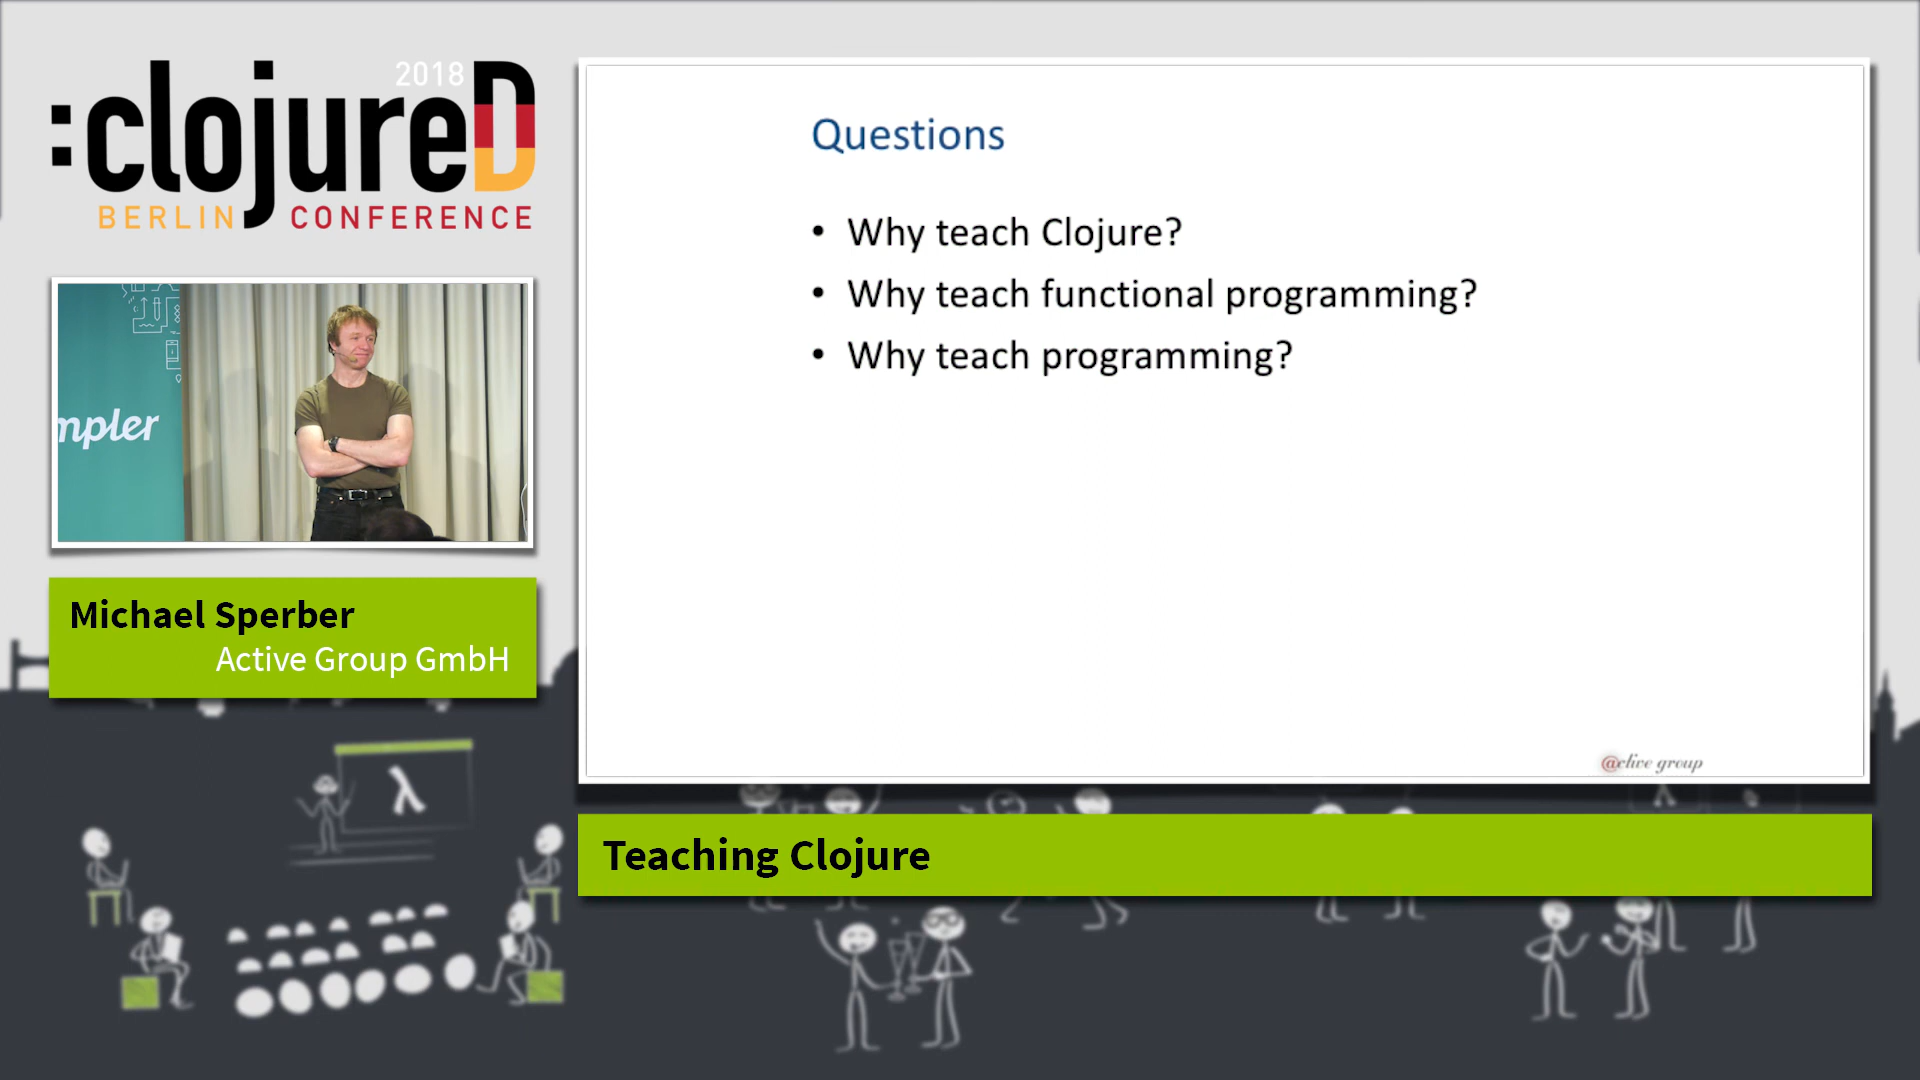 2018
:clojureD
BERLIN CONFERENCE
mpler
Michael Sperber
Active Group GmbH
Questions
• Why teach Clojure?
• Why teach functional programming?
• Why teach programming?
@ctive group
Teaching Clojure
λ